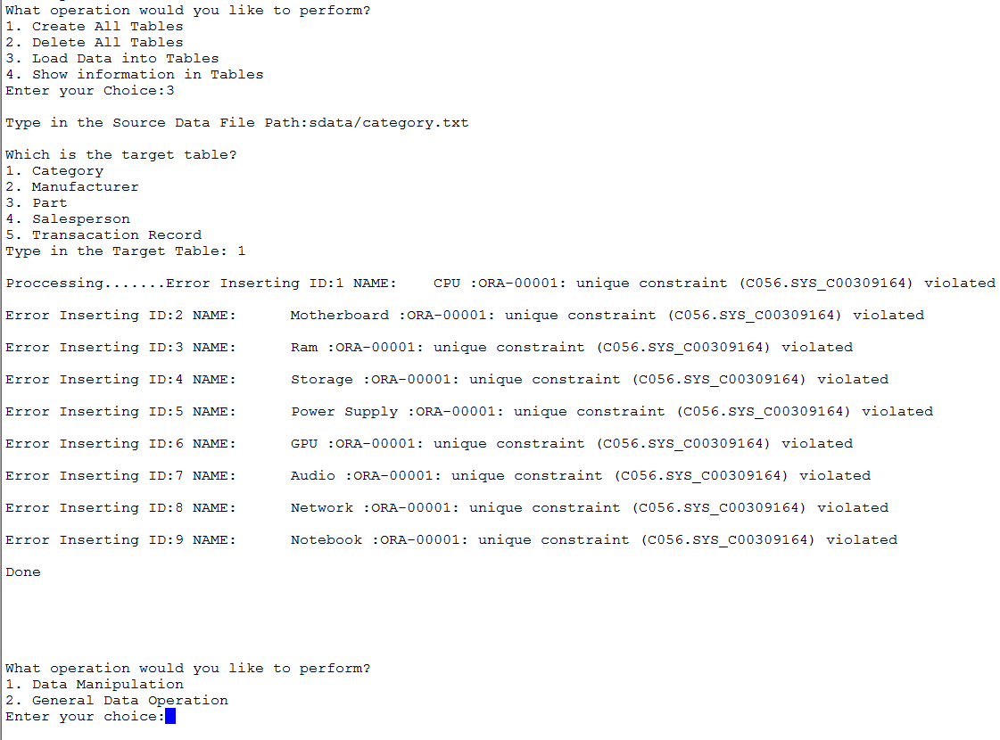 What operation would you like to perform?
1. Create All Tables
2. Delete All Tables
3. Load Data into Tables
4. Show information in Tables
Enter your Choice:3
Type in the Source Data File Path:sdata/category.txt
Which is the target table?
1. Category
2. Manufacturer
3. Part
4. Salesperson
5. Transacation Record
Type in the Target Table: 1
Proccessing.......Error Inserting ID:1 NAME:    CPU :ORA-00001: unique constraint (C056.SYS_C00309164) violated
Error Inserting ID:2 NAME:      Motherboard :ORA-00001: unique constraint (C056.SYS_C00309164) violated
Error Inserting ID:3 NAME:      Ram :ORA-00001: unique constraint (C056.SYS_C00309164) violated
Error Inserting ID:4 NAME:      Storage :ORA-00001: unique constraint (C056.SYS_C00309164) violated
Error Inserting ID:5 NAME:      Power Supply :ORA-00001: unique constraint (C056.SYS_C00309164) violated
Error Inserting ID:6 NAME:      GPU :ORA-00001: unique constraint (C056.SYS_C00309164) violated
Error Inserting ID:7 NAME:      Audio :ORA-00001: unique constraint (C056.SYS_C00309164) violated
Error Inserting ID:8 NAME:      Network :ORA-00001: unique constraint (C056.SYS_C00309164) violated
Error Inserting ID:9 NAME:      Notebook :ORA-00001: unique constraint (C056.SYS_C00309164) violated
Done
What operation would you like to perform?
1. Data Manipulation
2. General Data Operation
Enter your choice: